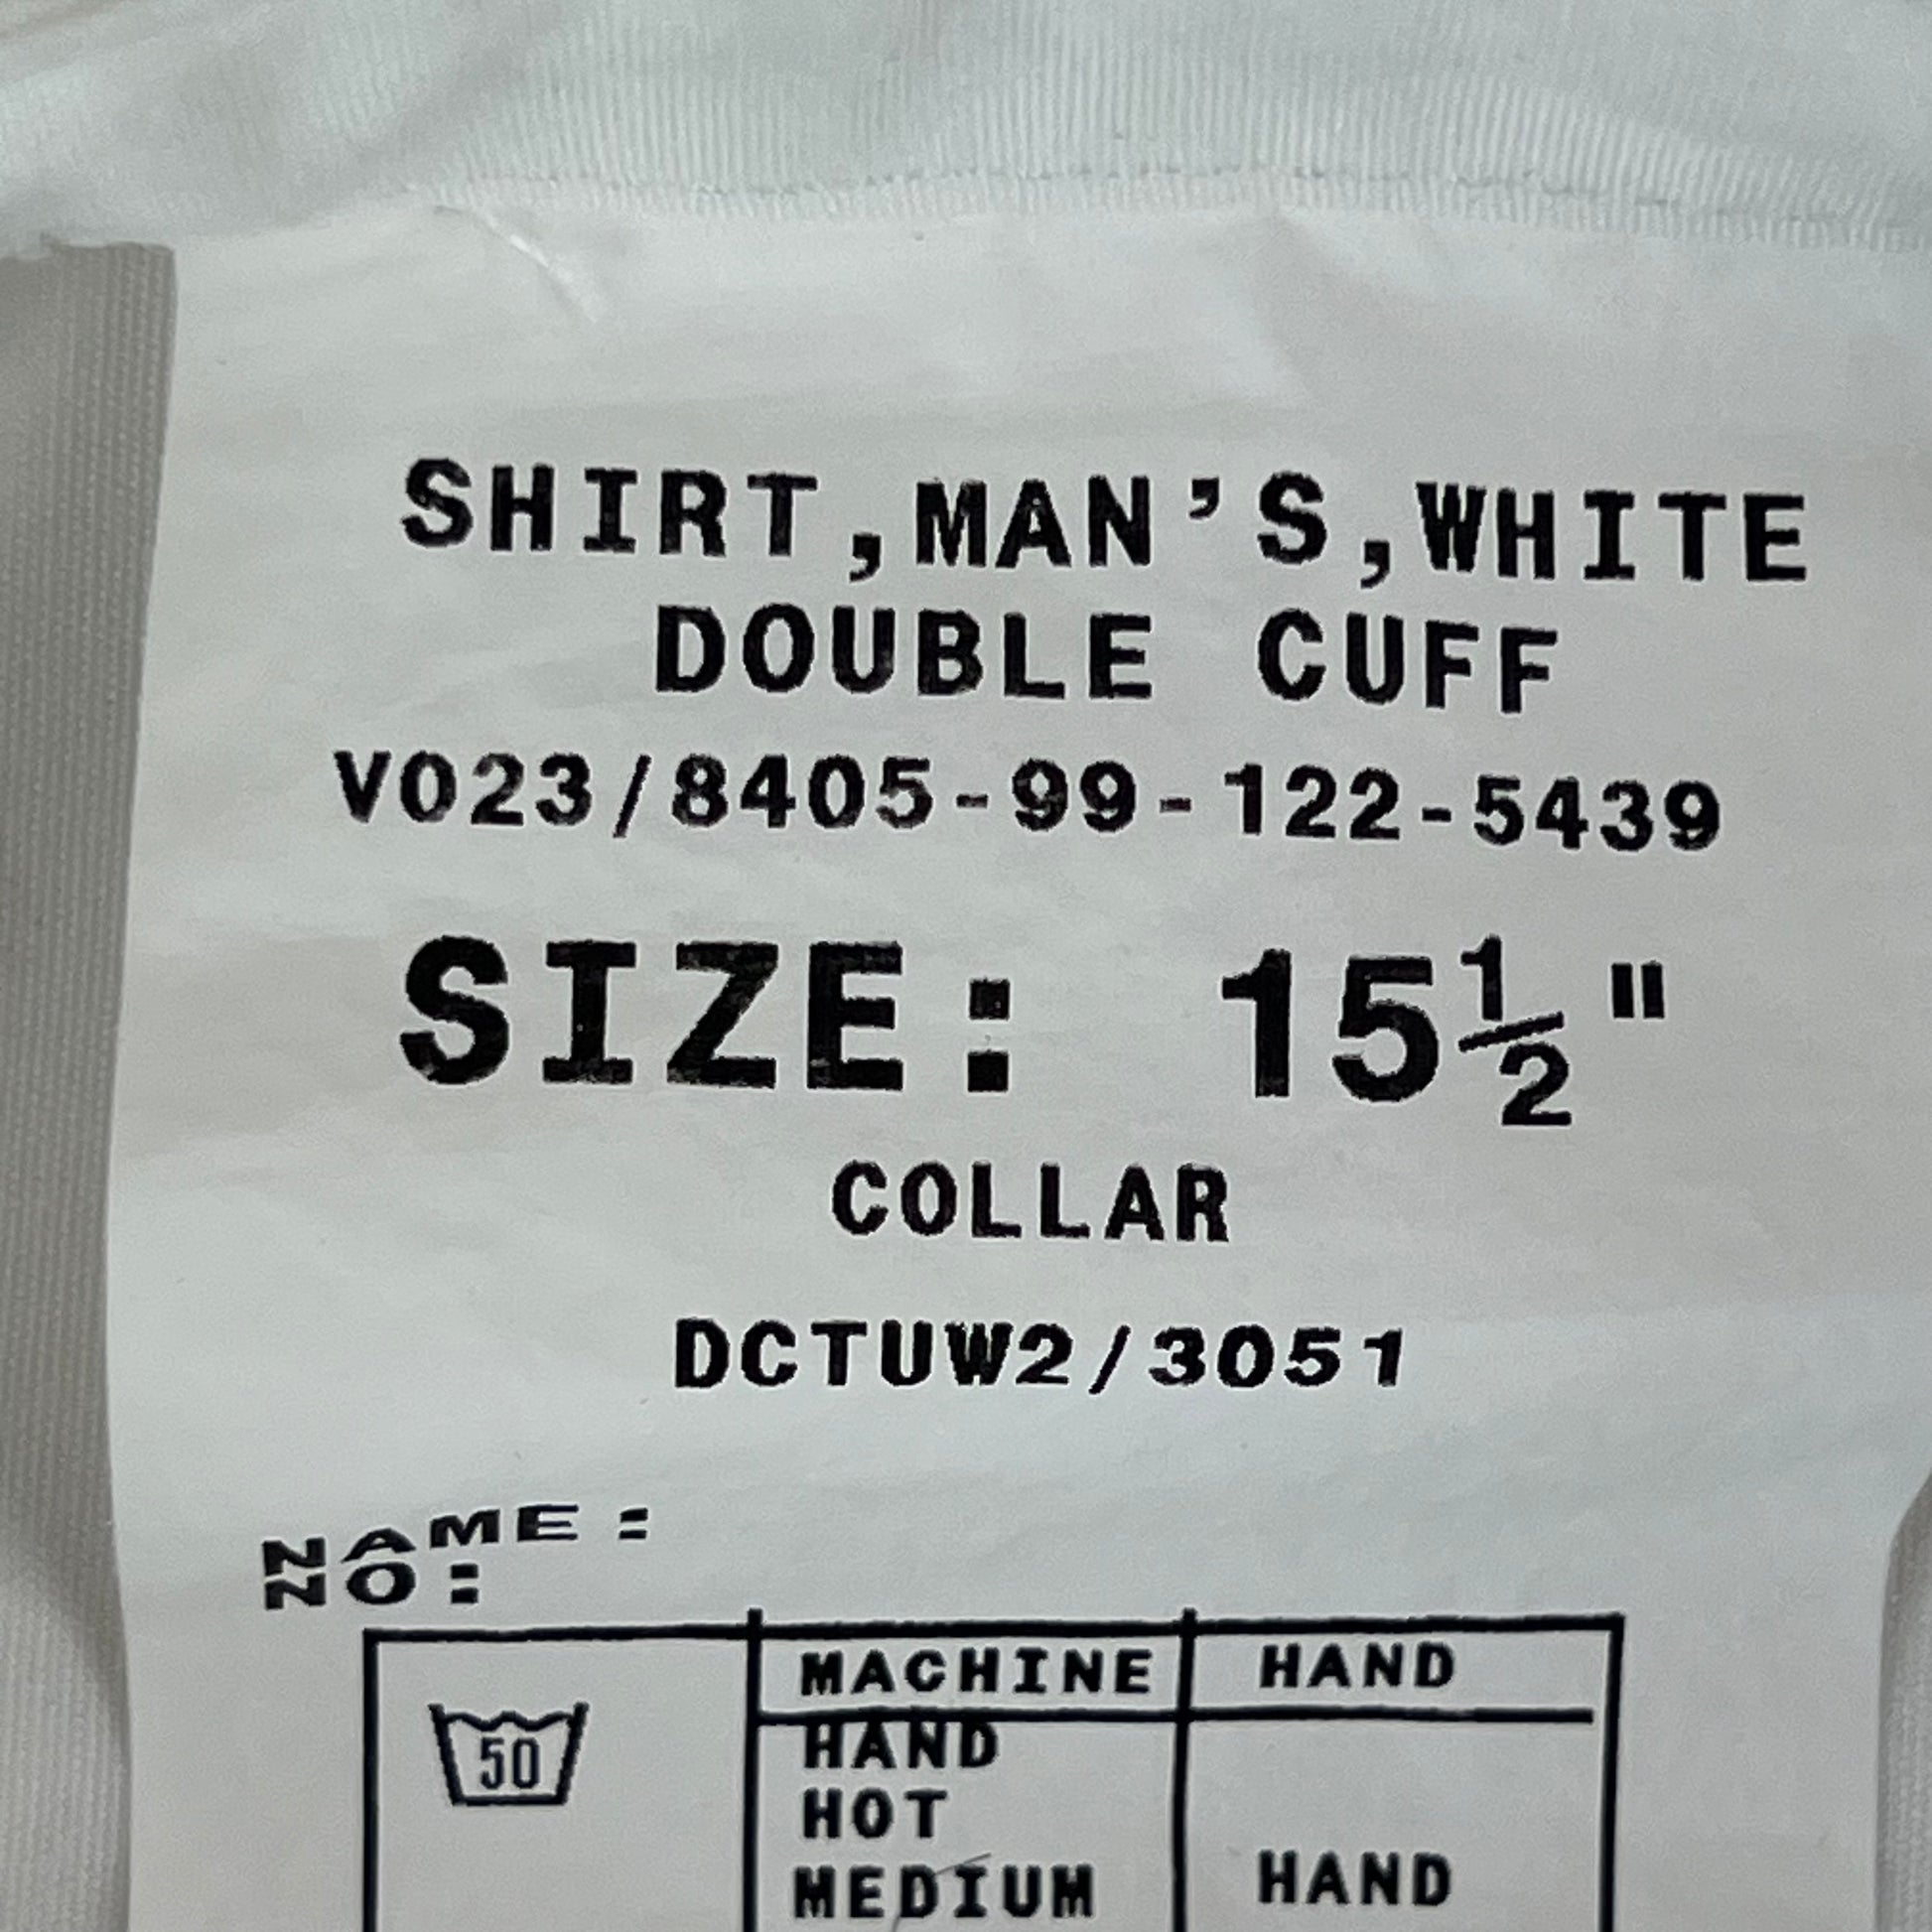 SHIRT,MAN'S,WHITE
DOUBLE CUFF
V023/8405-99-122-5439
SIZE: 15½"
COLLAR
DCTUW2/3051
NAME:
NO:
MACHINE HAND
50
HAND
HOT
MEDIUM HAND